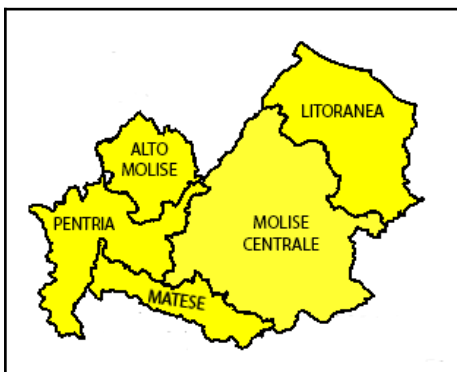 LITORANEA
ALTO
MOLISE
PENTRIA
MOLISE
CENTRALE
MATESE